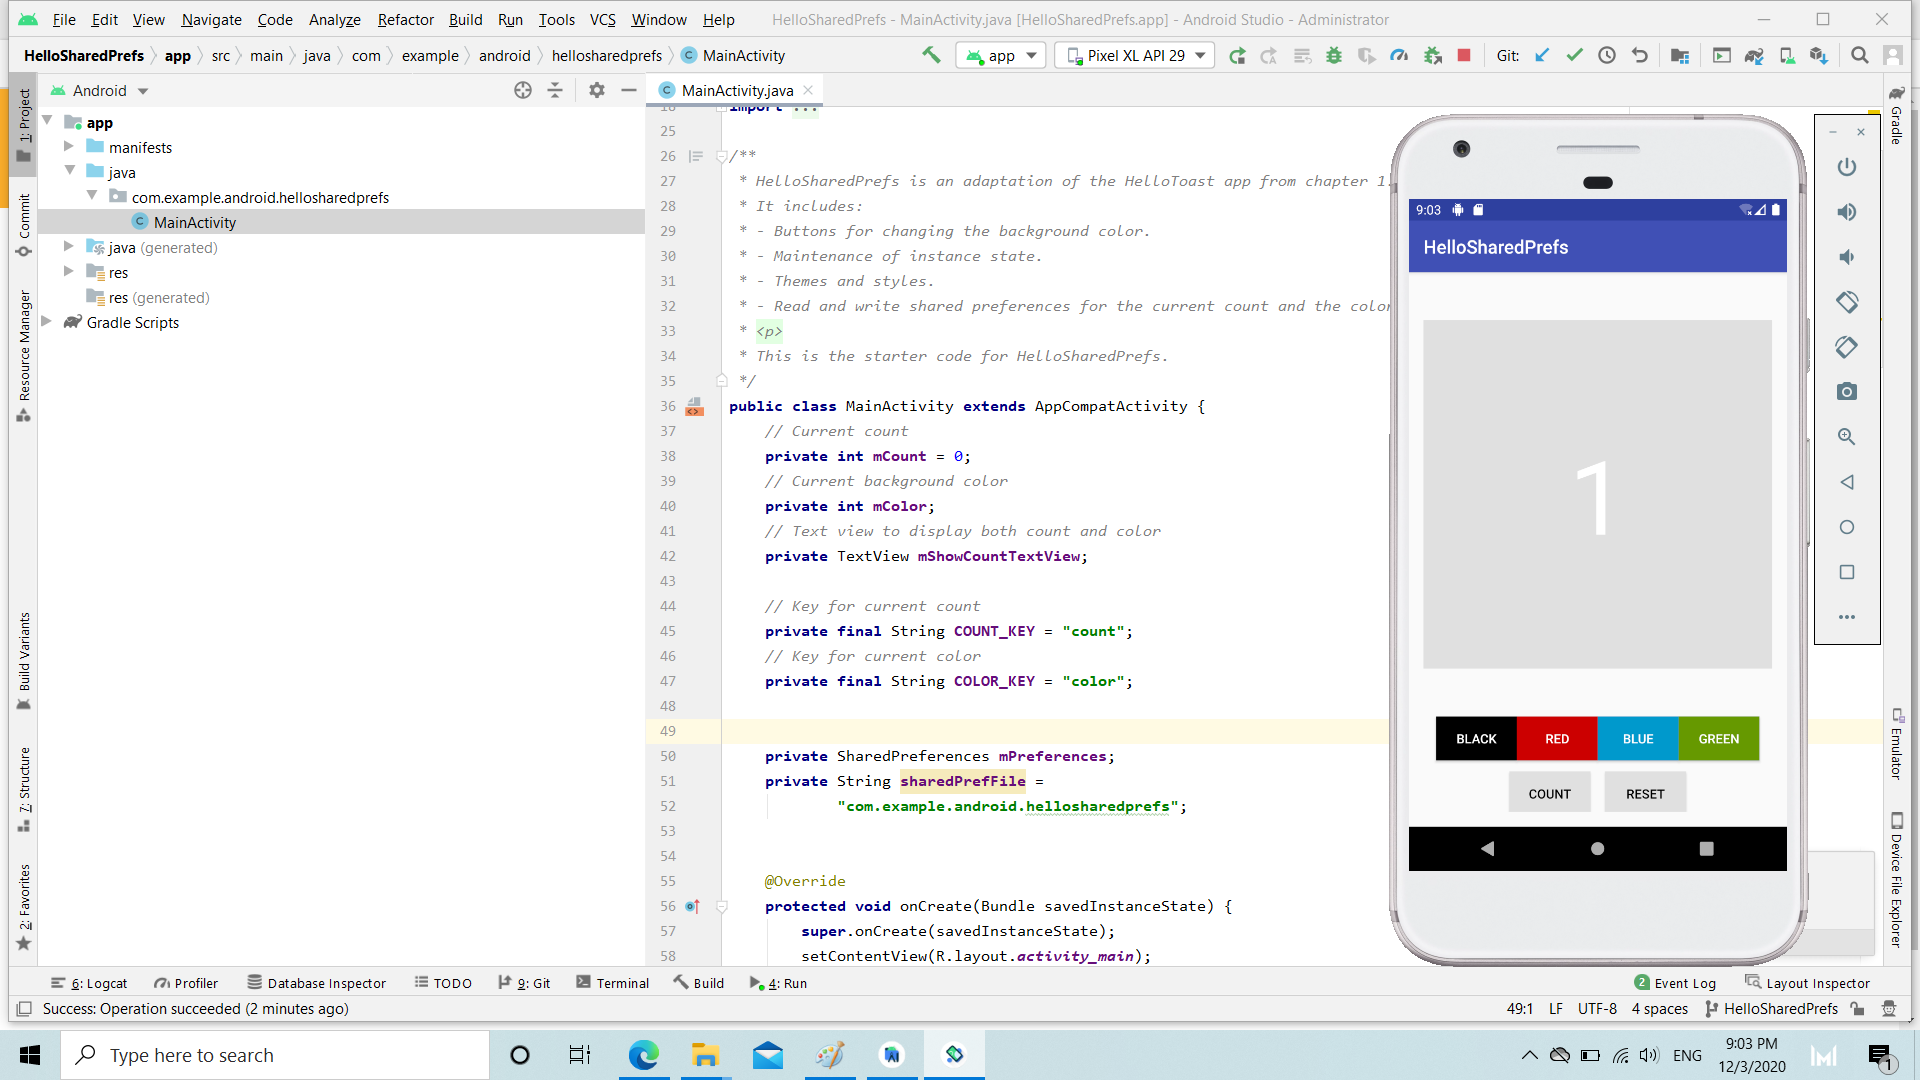 File Edit View Navigate Code Analyze Refactor Build Run Tools VCS Window Help HelloSharedPrefs - MainActivity.java [HelloSharedPrefs.app] - Android Studio - Administrator
HelloSharedPrefs app src main java com example android hellosharedprefs MainActivity app Pixel XL API 29 Git:
Android
MainActivity.java
1: Project
Commit
Resource Manager
Build Variants
7: Structure
2: Favorites
app
manifests
java
com.example.android.hellosharedprefs
MainActivity
java (generated)
res
res (generated)
Gradle Scripts
18 import ...
25
26 /**
27 * HelloSharedPrefs is an adaptation of the HelloToast app from chapter 1.
28 * It includes:
29 * - Buttons for changing the background color.
30 * - Maintenance of instance state.
31 * - Themes and styles.
32 * - Read and write shared preferences for the current count and the color
33 * <p>
34 * This is the starter code for HelloSharedPrefs.
35 */
36 public class MainActivity extends AppCompatActivity {
37 // Current count
38 private int mCount = 0;
39 // Current background color
40 private int mColor;
41 // Text view to display both count and color
42 private TextView mShowCountTextView;
43
44 // Key for current count
45 private final String COUNT_KEY = "count";
46 // Key for current color
47 private final String COLOR_KEY = "color";
48
49
50 private SharedPreferences mPreferences;
51 private String sharedPrefFile =
52 "com.example.android.hellosharedprefs";
53
54
55 @Override
56 protected void onCreate(Bundle savedInstanceState) {
57 super.onCreate(savedInstanceState);
58 setContentView(R.layout.activity_main);
9:03
HelloSharedPrefs
1
BLACK RED BLUE GREEN
COUNT RESET
Gradle
Emulator
Device File Explorer
6: Logcat Profiler Database Inspector TODO 9: Git Terminal Build 4: Run 2 Event Log Layout Inspector
Success: Operation succeeded (2 minutes ago) 49:1 LF UTF-8 4 spaces HelloSharedPrefs
Type here to search
ENG
9:03 PM
12/3/2020
1